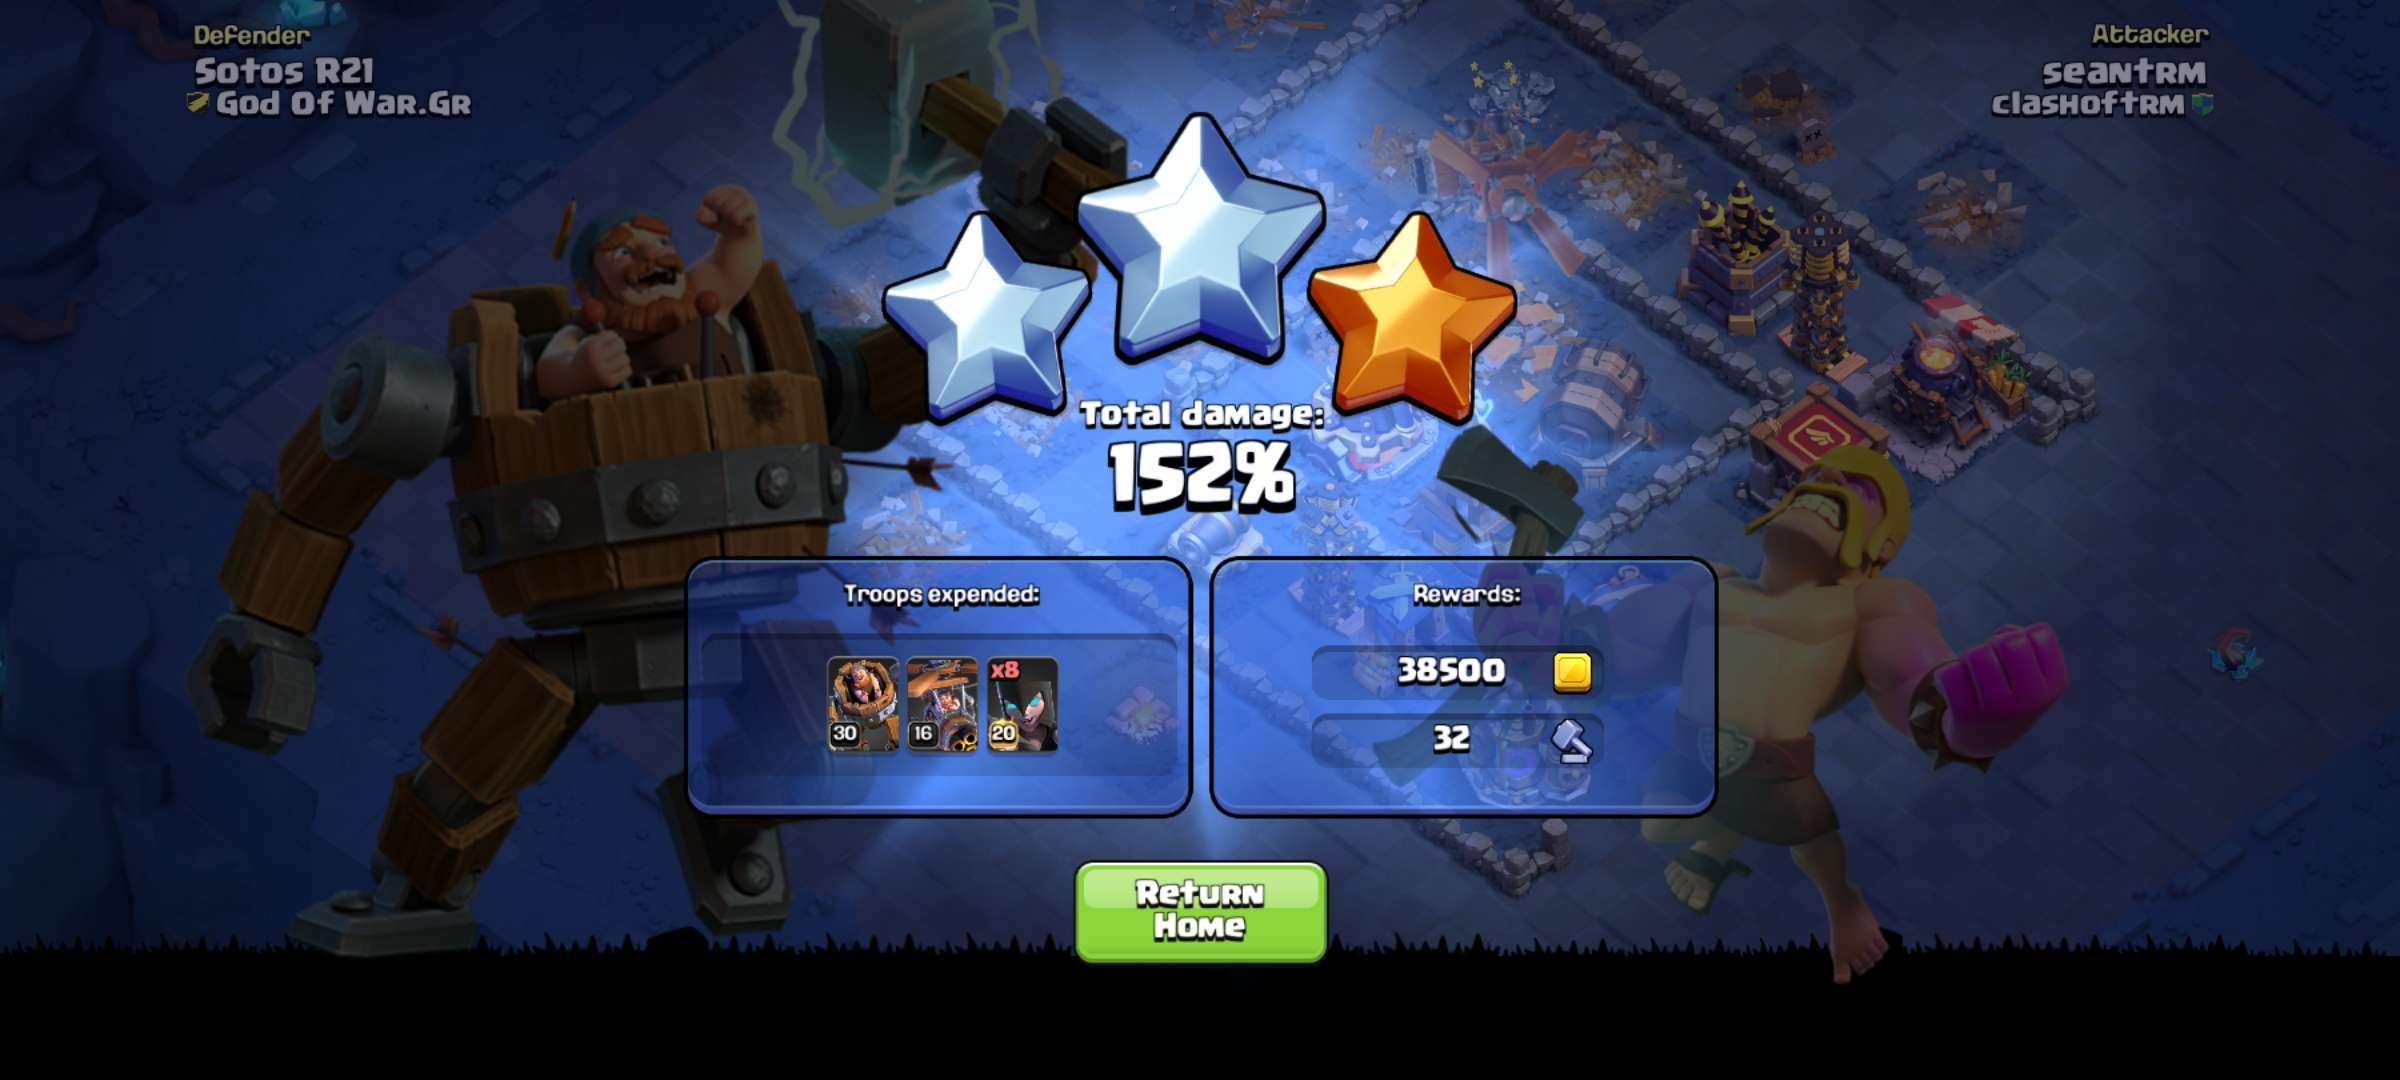 Defender
Sotos R21
God Of War.Gr
Attacker
seantrm
clashoftrm
Total damage:
152%
Troops expended:
30
16
x8
20
Rewards:
38500
32
Return
Home